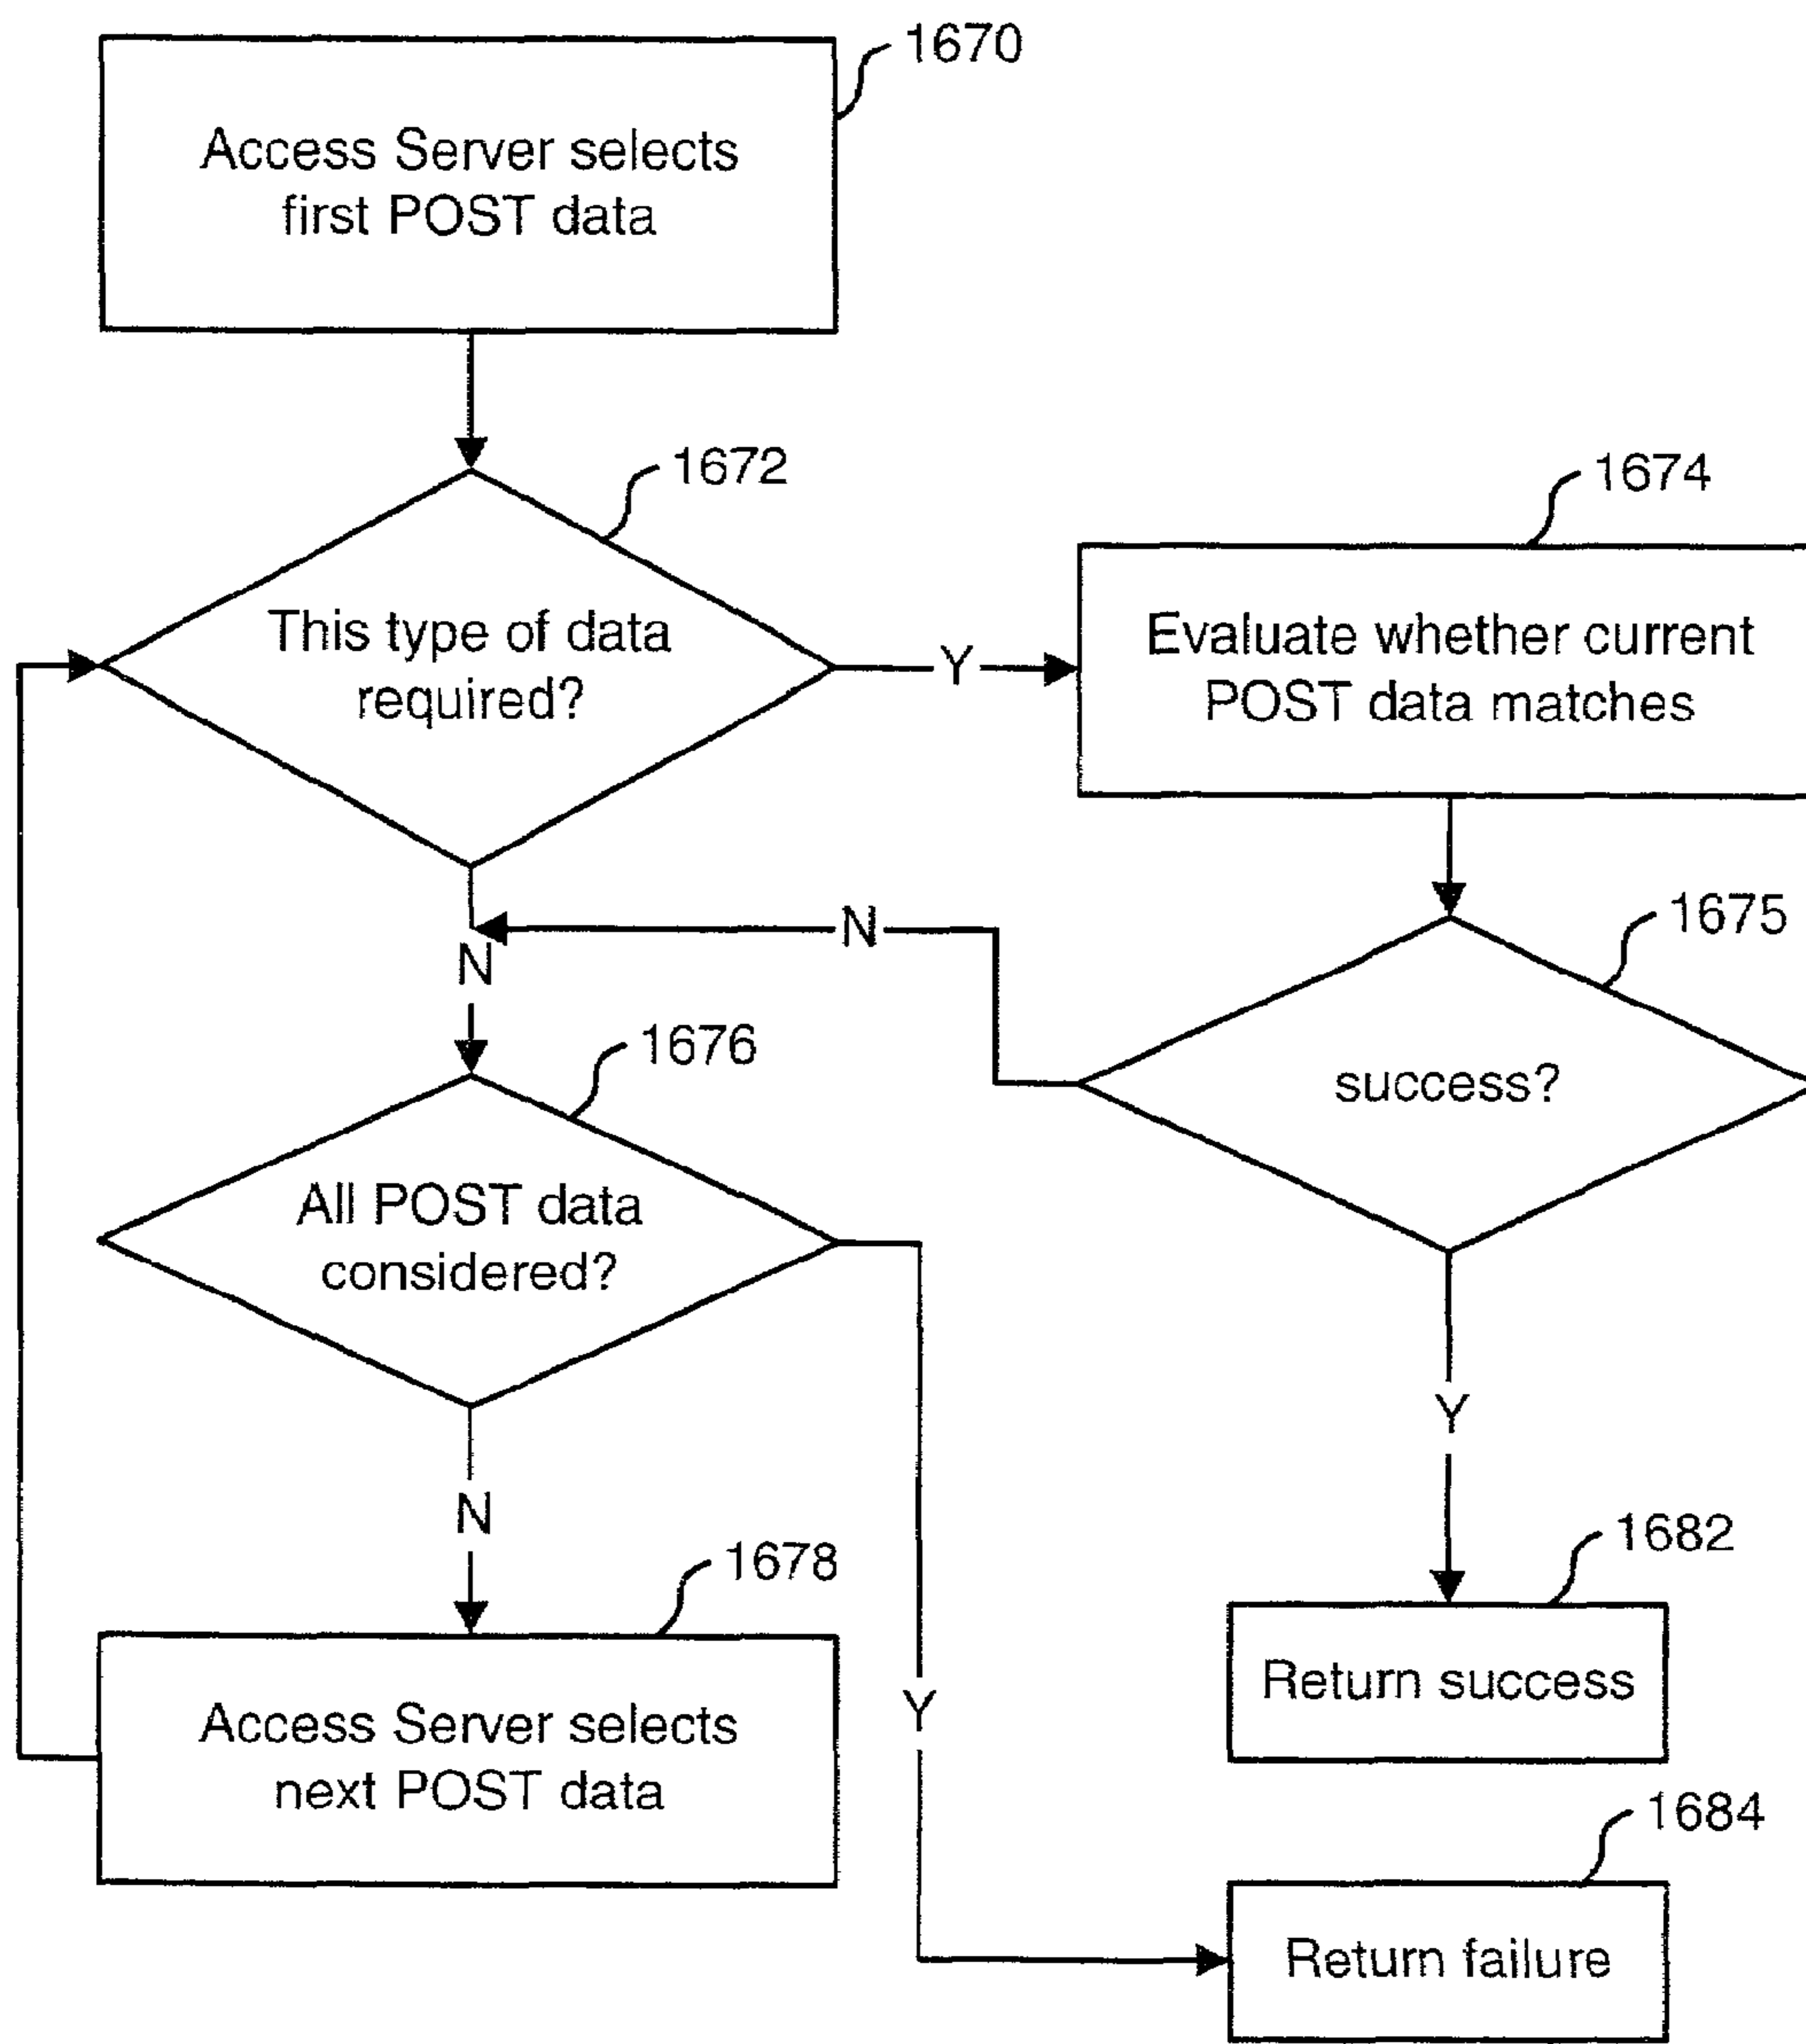 1670
Access Server selects
first POST data
1672
This type of data
required?
Y
1674
Evaluate whether current
POST data matches
N
N
1675
success?
1676
All POST data
considered?
Y
N
1682
Return success
1678
Access Server selects
next POST data
Y
1684
Return failure